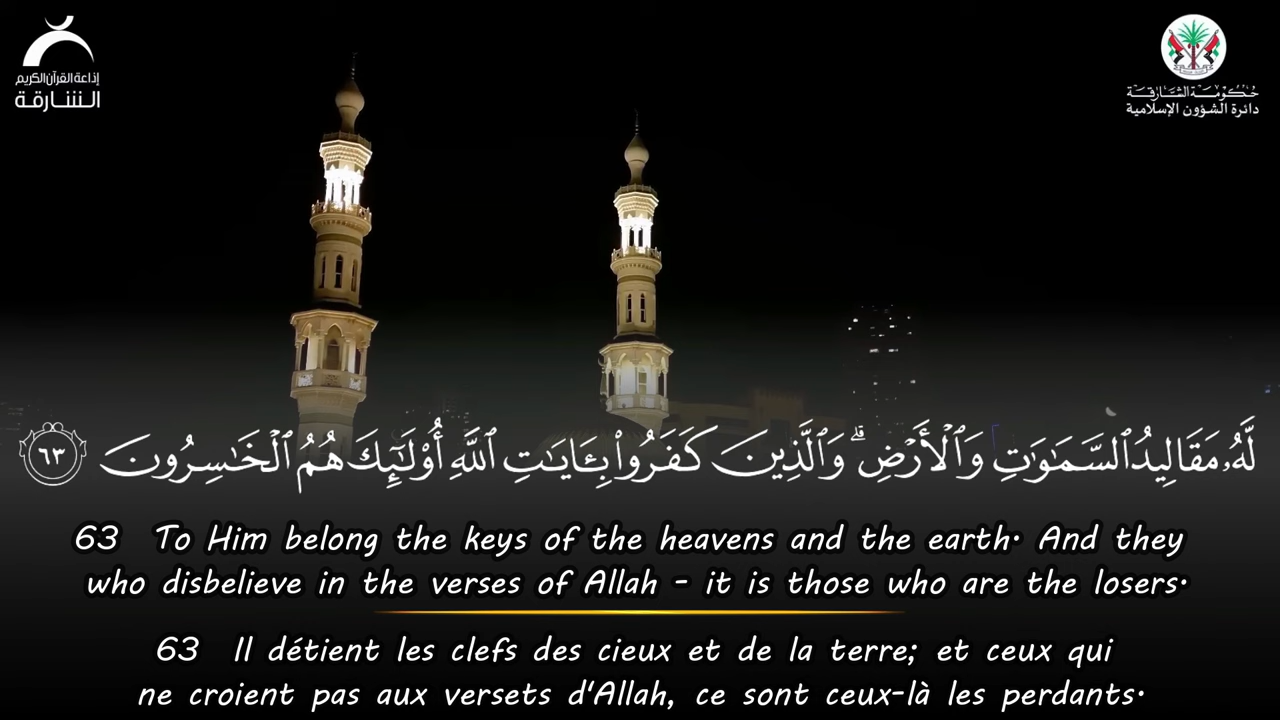 إذاعة القرآن الكريم
الشارقة
حكومة الشارقة
دائرة الشؤون الإسلامية
لَّهُۥ مَقَالِيدُ ٱلسَّمَٰوَٰتِ وَٱلْأَرْضِ ۗ وَٱلَّذِينَ كَفَرُوا۟ بِـَٔايَٰتِ ٱللَّهِ أُو۟لَٰٓئِكَ هُمُ ٱلْخَٰسِرُونَ ٦٣
63 To Him belong the keys of the heavens and the earth. And they
who disbelieve in the verses of Allah - it is those who are the losers.
63 Il détient les clefs des cieux et de la terre; et ceux qui
ne croient pas aux versets d'Allah, ce sont ceux-là les perdants.